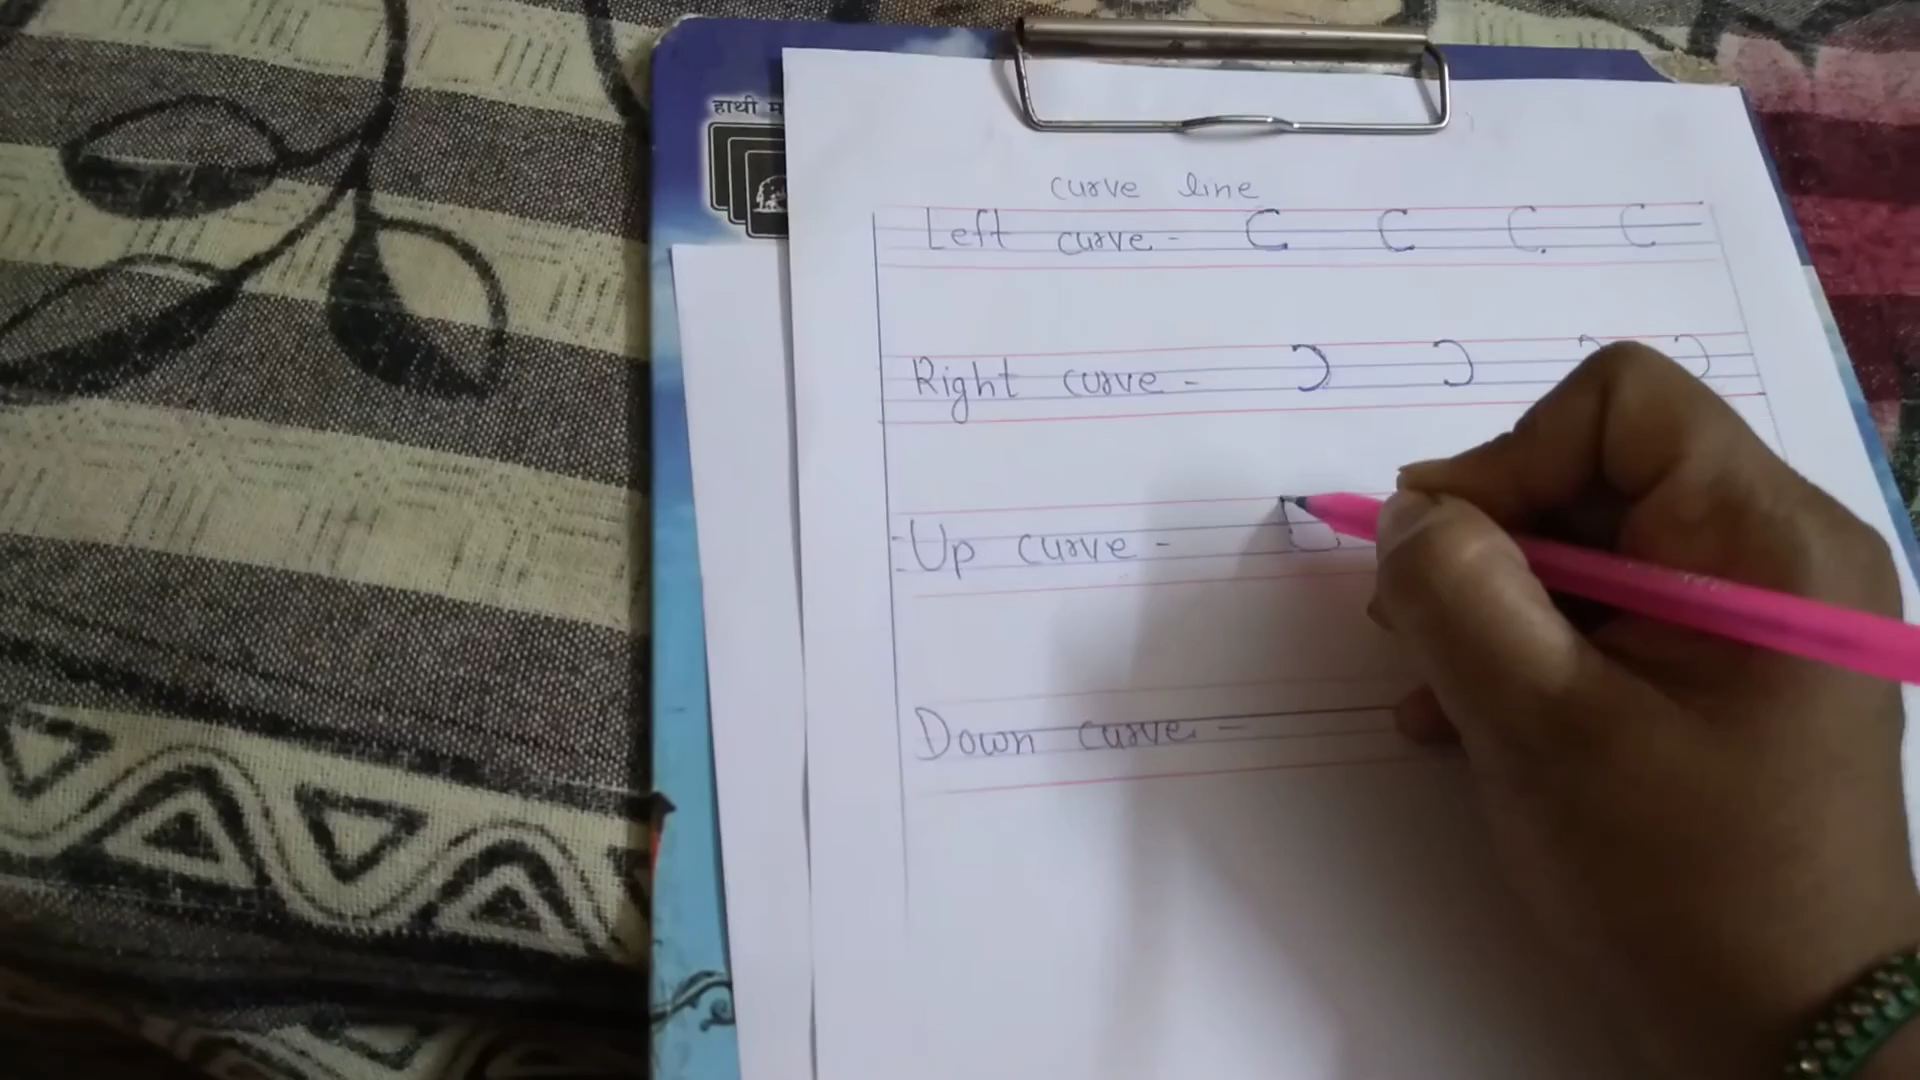 हाथी
curve line
Left curve - C C C. C
Right curve -
Up curve -
Down curve -